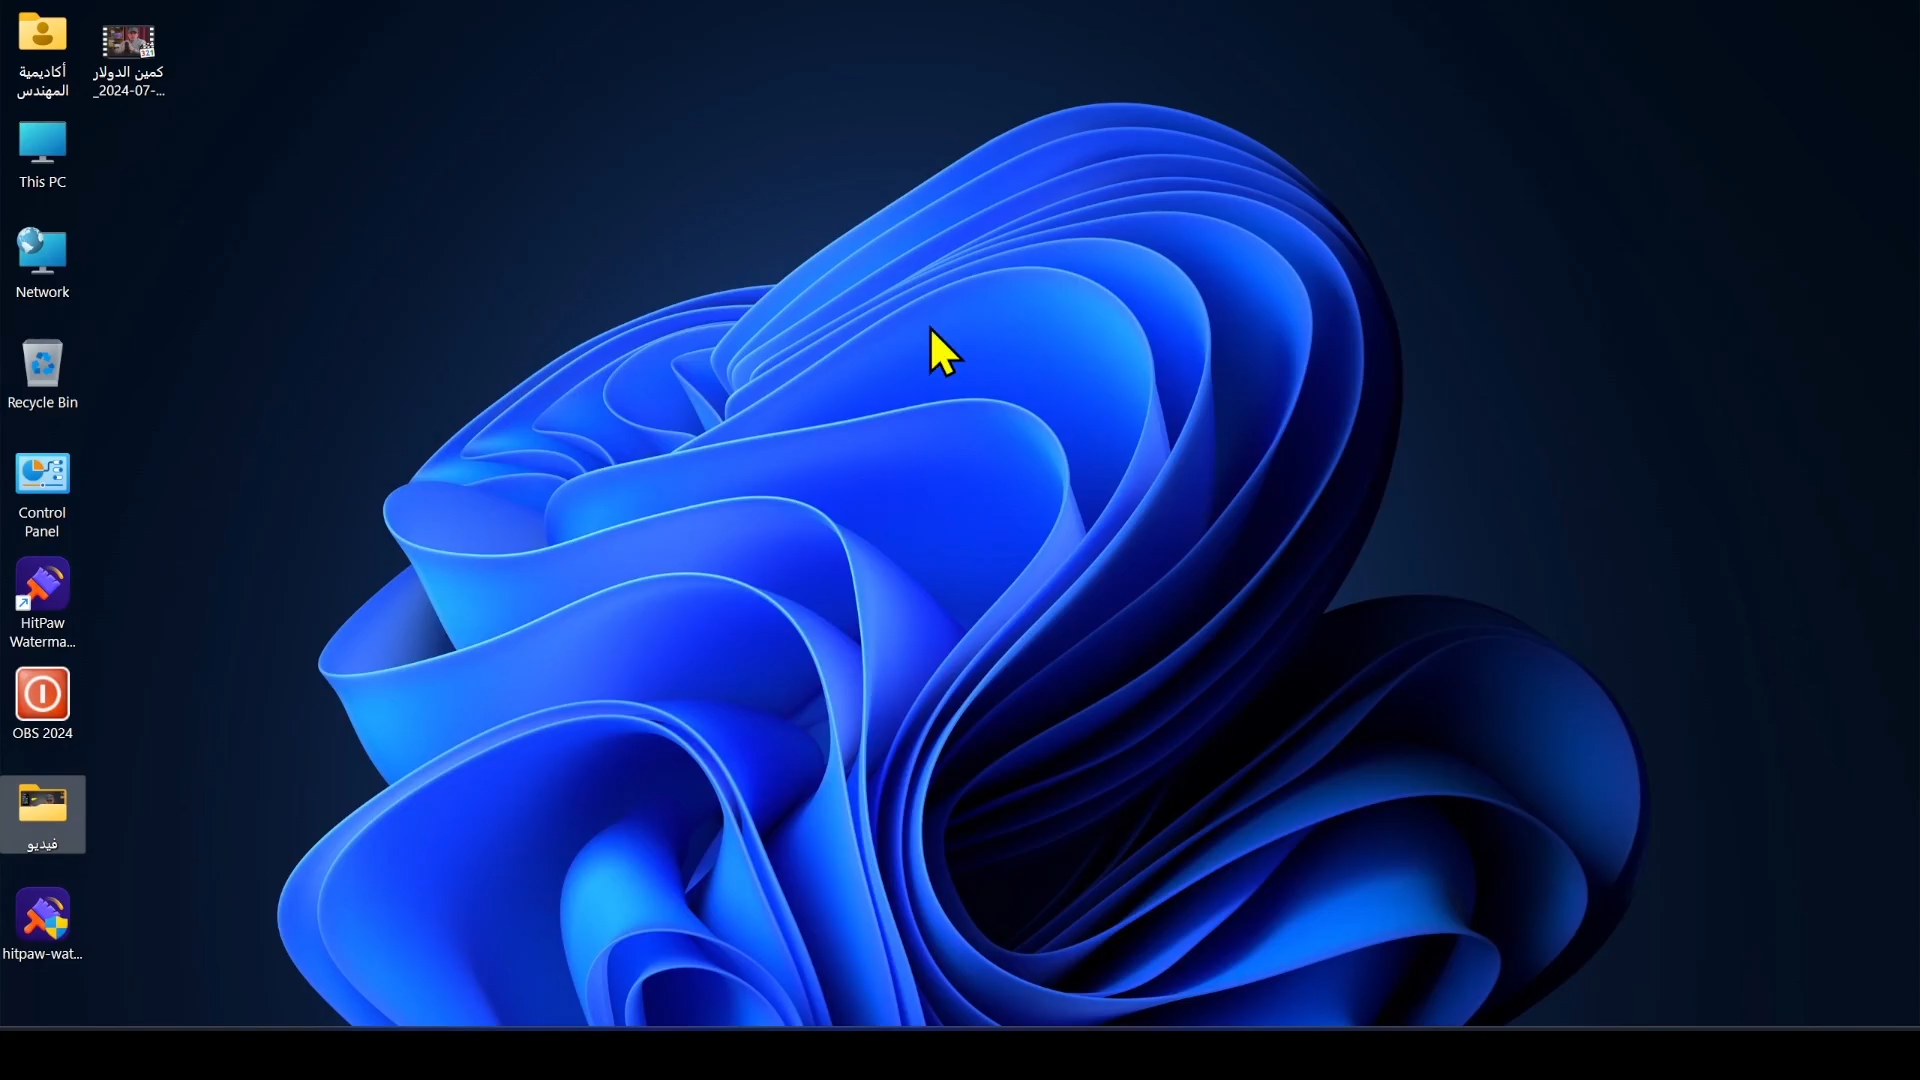 أكاديمية
المهندس
This PC
Network
Recycle Bin
Control
Panel
HitPaw
Waterma...
OBS 2024
فيديو
hitpaw-wat...
كمين الدولار
_2024-07-...